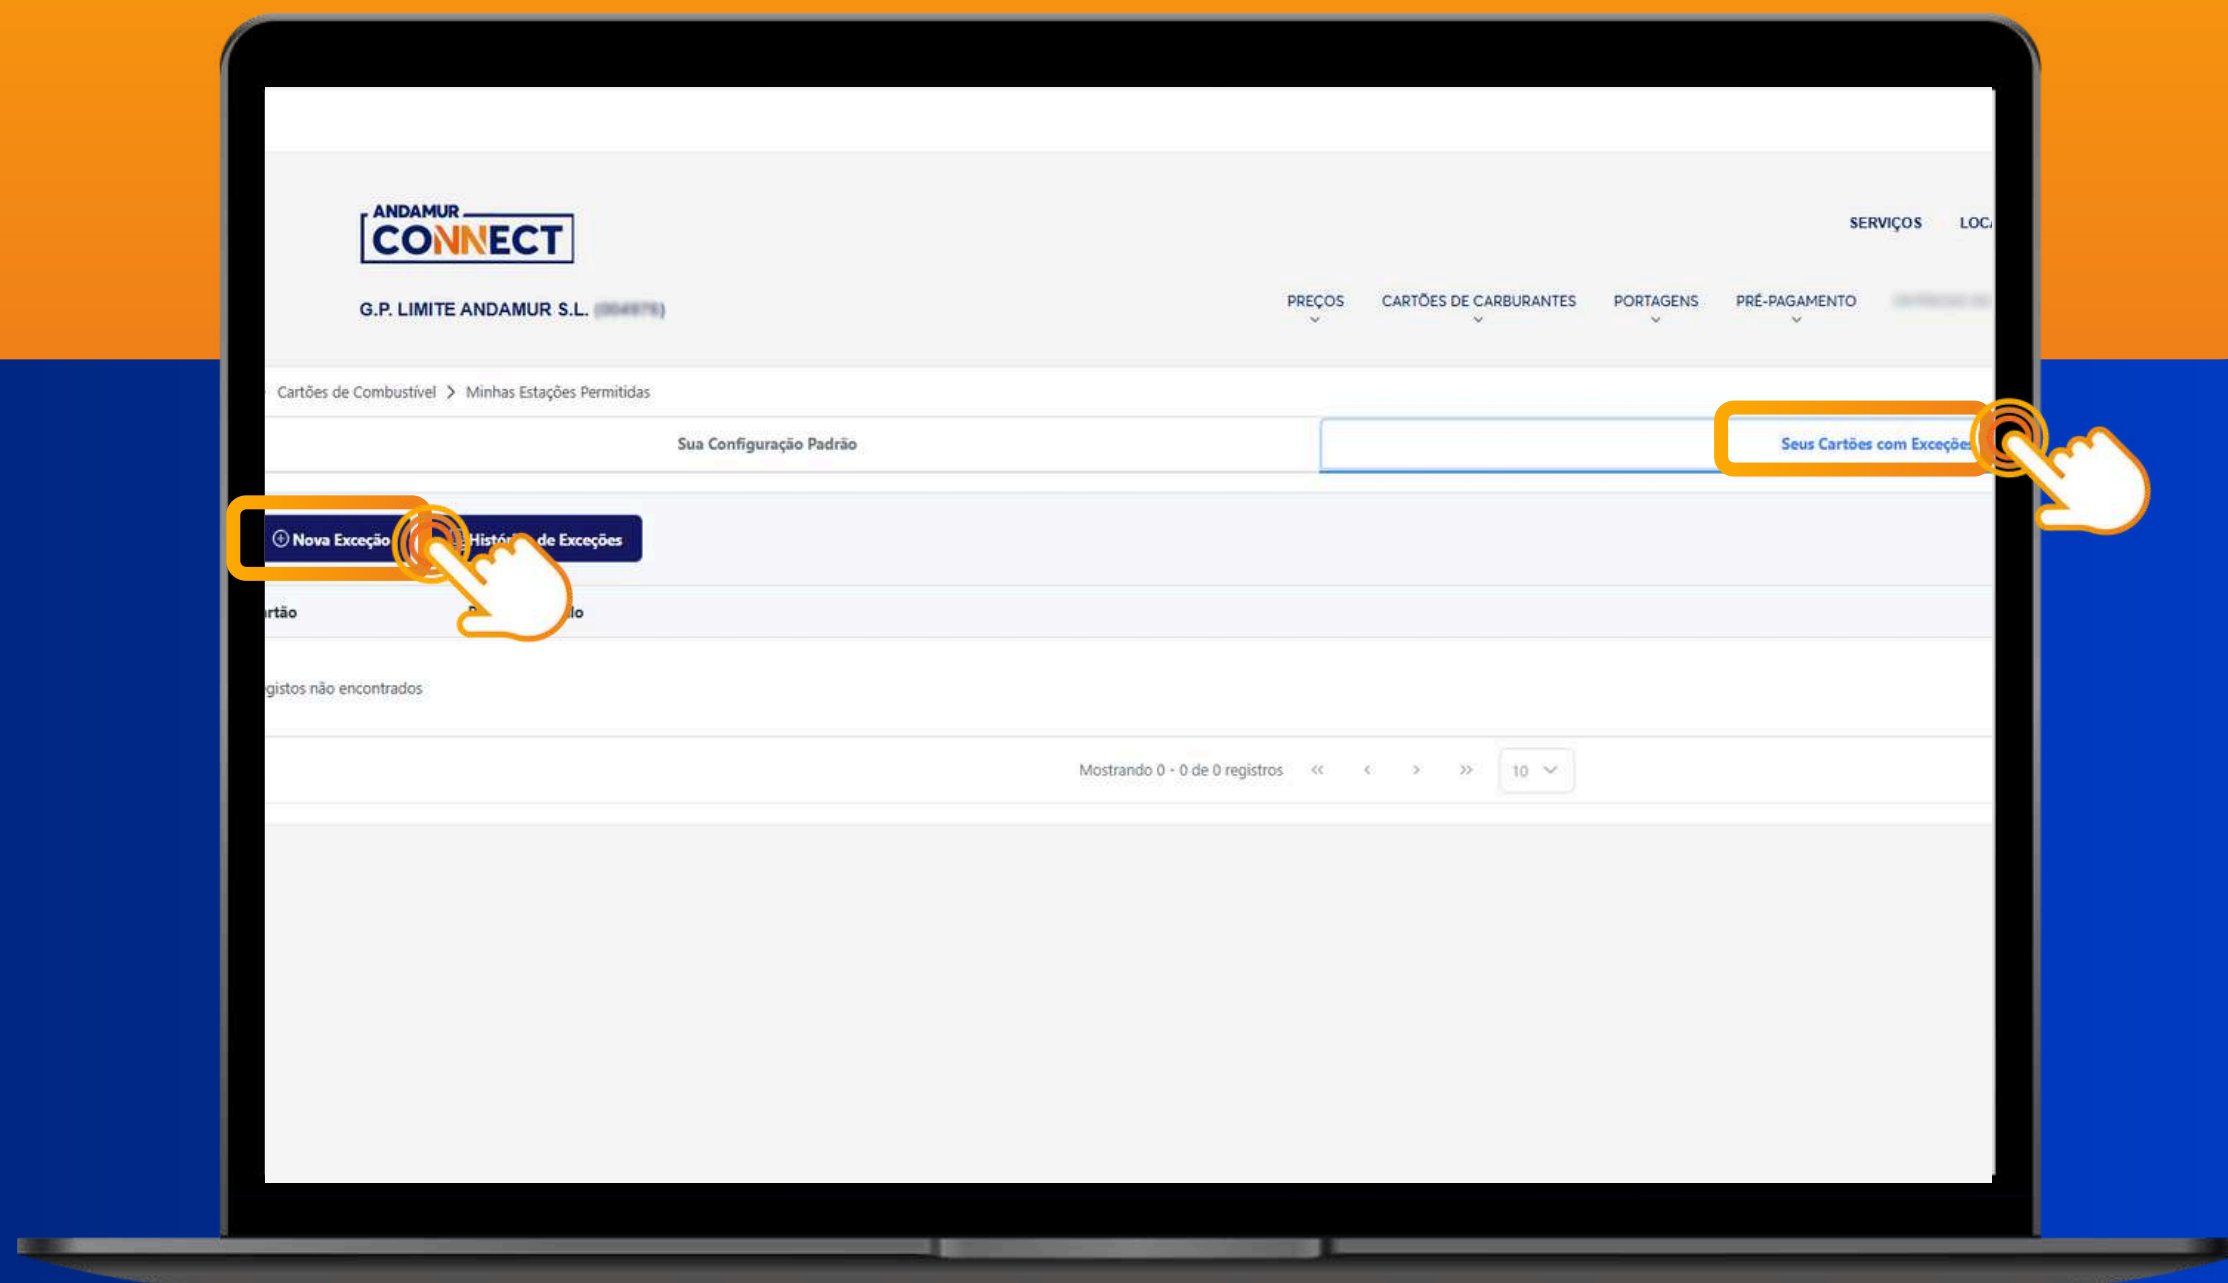 ANDAMUR
CONNECT
SERVIÇOS LOC
G.P. LIMITE ANDAMUR S.L.
PREÇOS CARTÕES DE CARBURANTES PORTAGENS PRÉ-PAGAMENTO
Cartões de Combustível > Minhas Estações Permitidas
Sua Configuração Padrão
Seus Cartões com Exceções
Nova Exceção
de Exceções
rtão
lo
gistos não encontrados
Mostrando 0 - 0 de 0 registros << < > >> 10